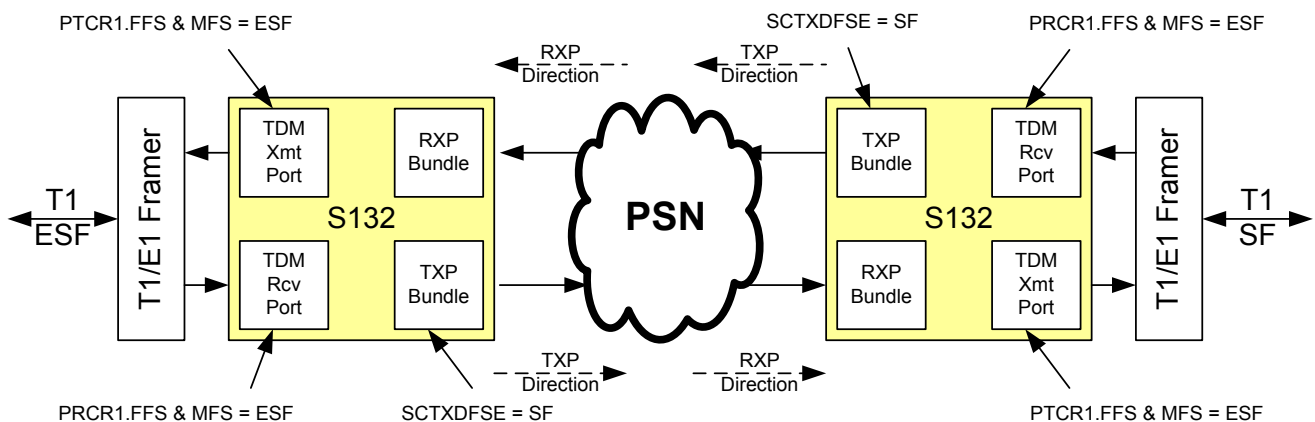 PTCR1.FFS & MFS = ESF
SCTXDFSE = SF
PRCR1.FFS & MFS = ESF
RXP
Direction
TXP
Direction
T1
ESF
T1/E1 Framer
TDM
Xmt
Port
RXP
Bundle
S132
TDM
Rcv
Port
TXP
Bundle
PSN
TXP
Bundle
TDM
Rcv
Port
S132
RXP
Bundle
TDM
Xmt
Port
T1/E1 Framer
T1
SF
TXP
Direction
RXP
Direction
PRCR1.FFS & MFS = ESF
SCTXDFSE = SF
PTCR1.FFS & MFS = ESF